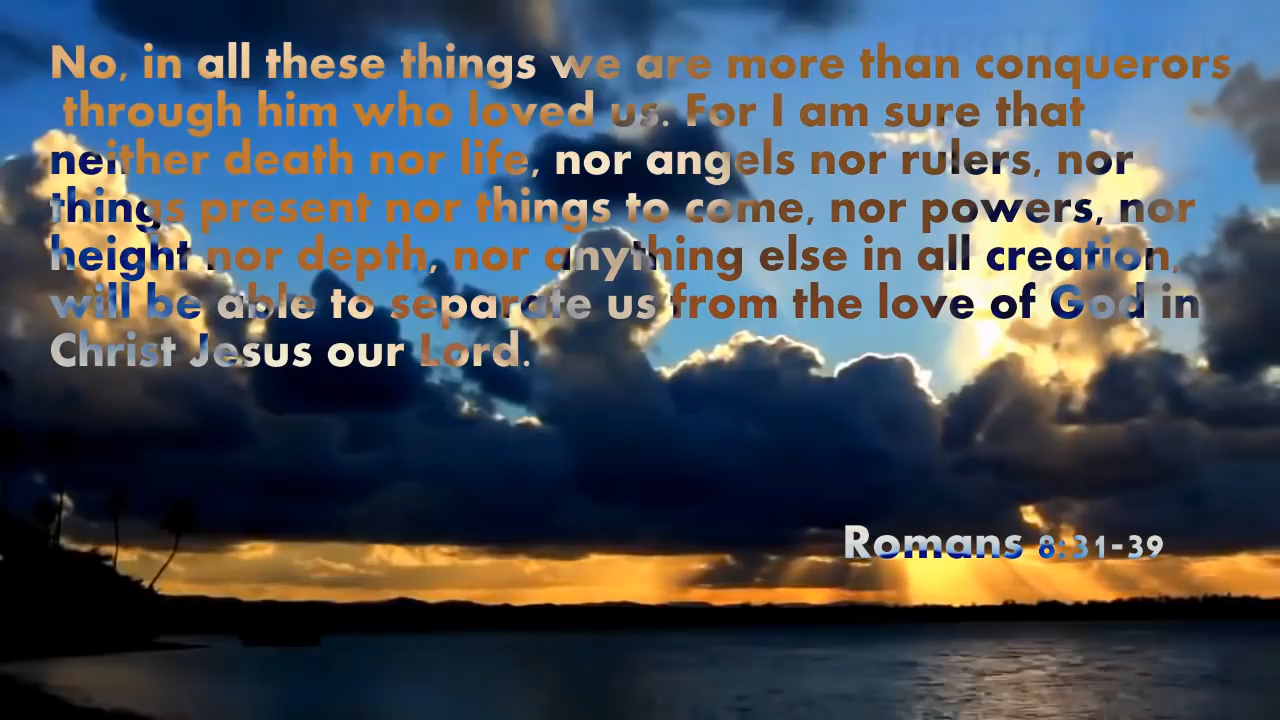 No, in all these things we are more than conquerors
through him who loved us. For I am sure that
neither death nor life, nor angels nor rulers, nor
things present nor things to come, nor powers, nor
height nor depth, nor anything else in all creation,
will be able to separate us from the love of God in
Christ Jesus our Lord.
Romans 8:31-39